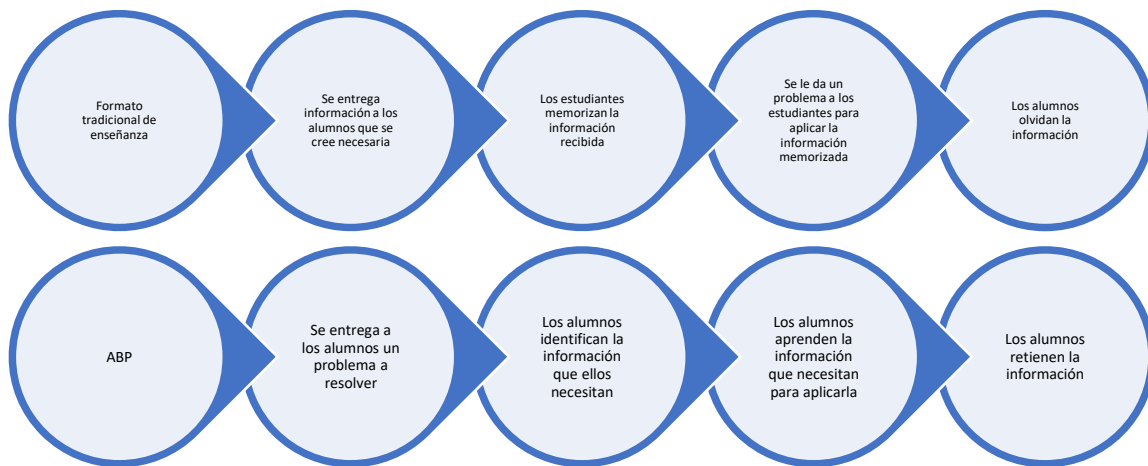 Formato
tradicional de
enseñanza
Se entrega
información a los
alumnos que se
cree necesaria
Los estudiantes
memorizan la
información
recibida
Se le da un
problema a los
estudiantes para
aplicar la
información
memorizada
Los alumnos
olvidan la
información
ABP
Se entrega a
los alumnos un
problema a
resolver
Los alumnos
identifican la
información
que ellos
necesitan
Los alumnos
aprenden la
información
que necesitan
para aplicarla
Los alumnos
retienen la
información